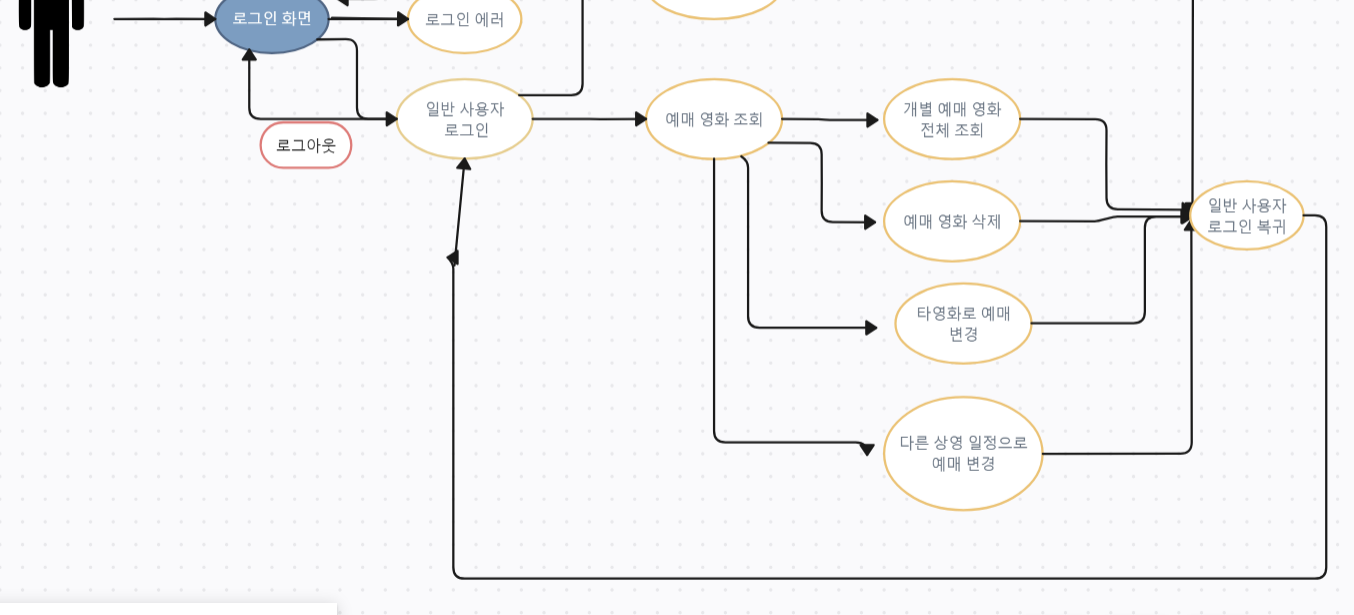 로그인 화면
로그인 에러
일반 사용자
로그인
예매 영화 조회
개별 예매 영화
전체 조회
로그아웃
예매 영화 삭제
일반 사용자
로그인 복귀
타영화로 예매
변경
다른 상영 일정으로
예매 변경